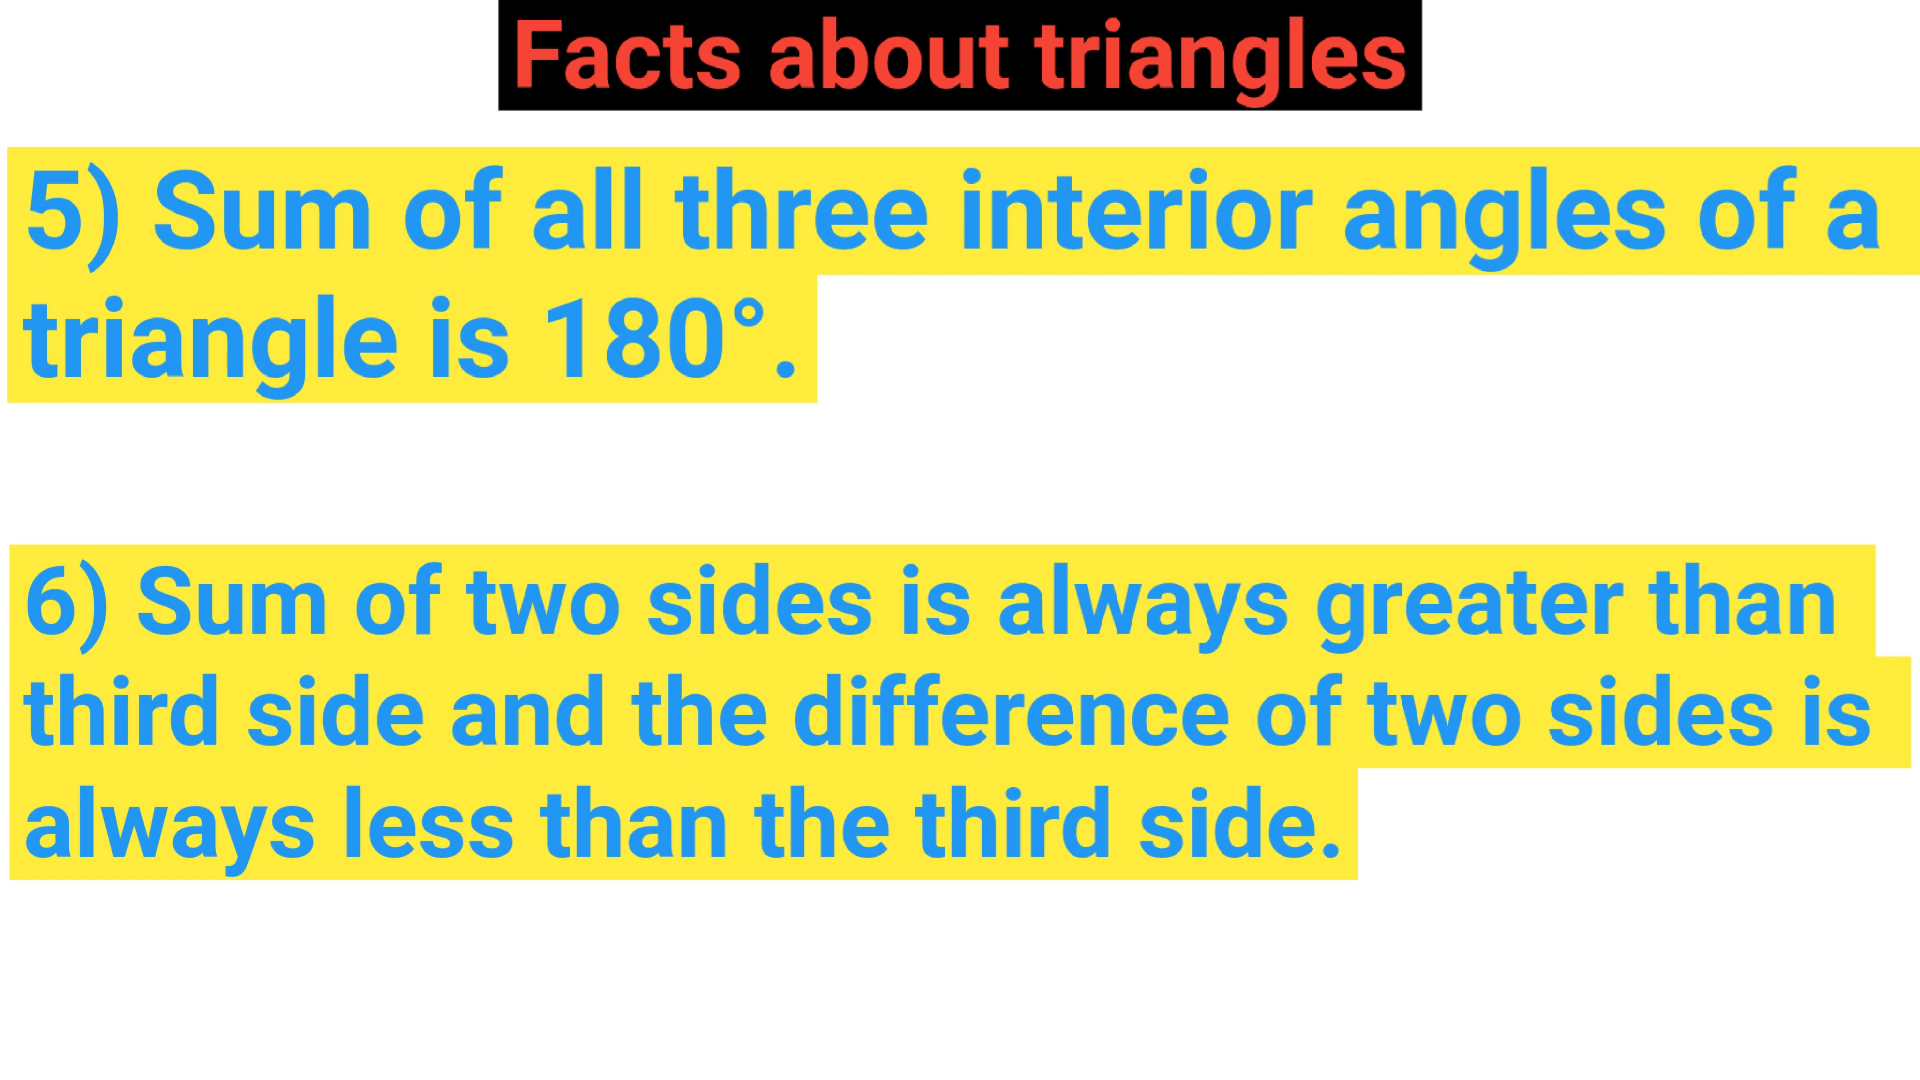 Facts about triangles
5) Sum of all three interior angles of a
triangle is 180°.
6) Sum of two sides is always greater than
third side and the difference of two sides is
always less than the third side.